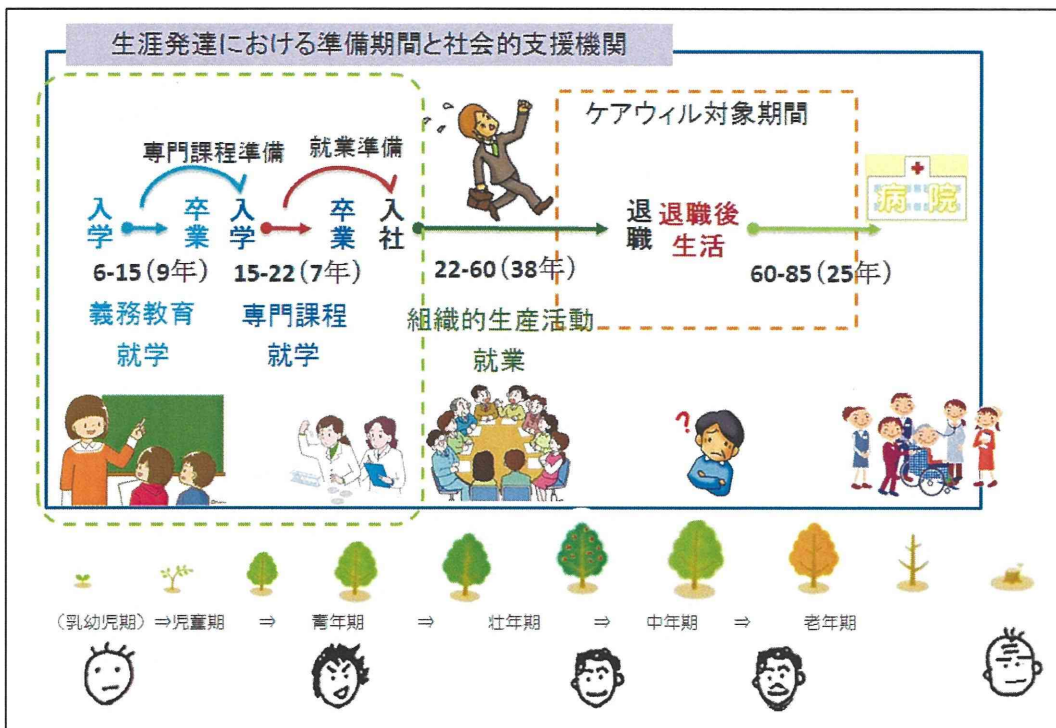 生涯発達における準備期間と社会的支援機関
ケアウィル対象期間
専門課程準備
就業準備
入学
卒業
入学
卒業
入社
退職
退職後
生活
病院
6-15(9年)
15-22(7年)
22-60(38年)
60-85(25年)
義務教育
就学
専門課程
就学
組織的生産活動
就業
?
(乳幼児期)⇒児童期 ⇒ 青年期 ⇒ 壮年期 ⇒ 中年期 ⇒ 老年期